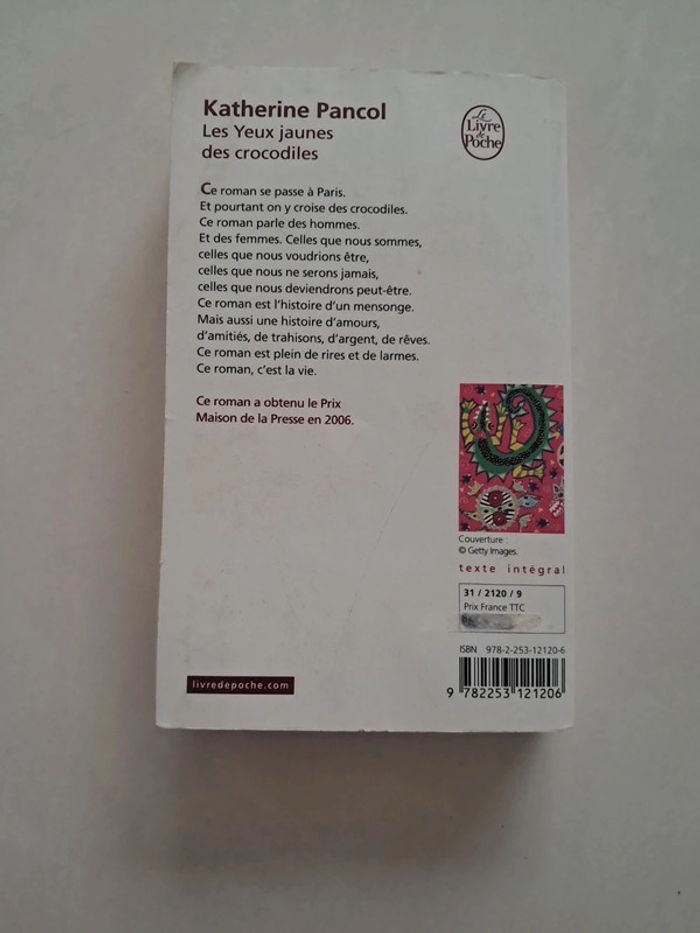 Katherine Pancol
Les Yeux jaunes
des crocodiles
Le
Livre
de
Poche
Ce roman se passe à Paris.
Et pourtant on y croise des crocodiles.
Ce roman parle des hommes.
Et des femmes. Celles que nous sommes,
celles que nous voudrions être,
celles que nous ne serons jamais,
celles que nous deviendrons peut-être.
Ce roman est l'histoire d'un mensonge.
Mais aussi une histoire d'amours,
d'amitiés, de trahisons, d'argent, de rêves.
Ce roman est plein de rires et de larmes.
Ce roman, c'est la vie.
Ce roman a obtenu le Prix
Maison de la Presse en 2006.
Couverture :
© Getty Images.
texte intégral
31 / 2120 / 9
Prix France TTC
ISBN 978-2-253-12120-6
9 782253 121206
livredepoche.com